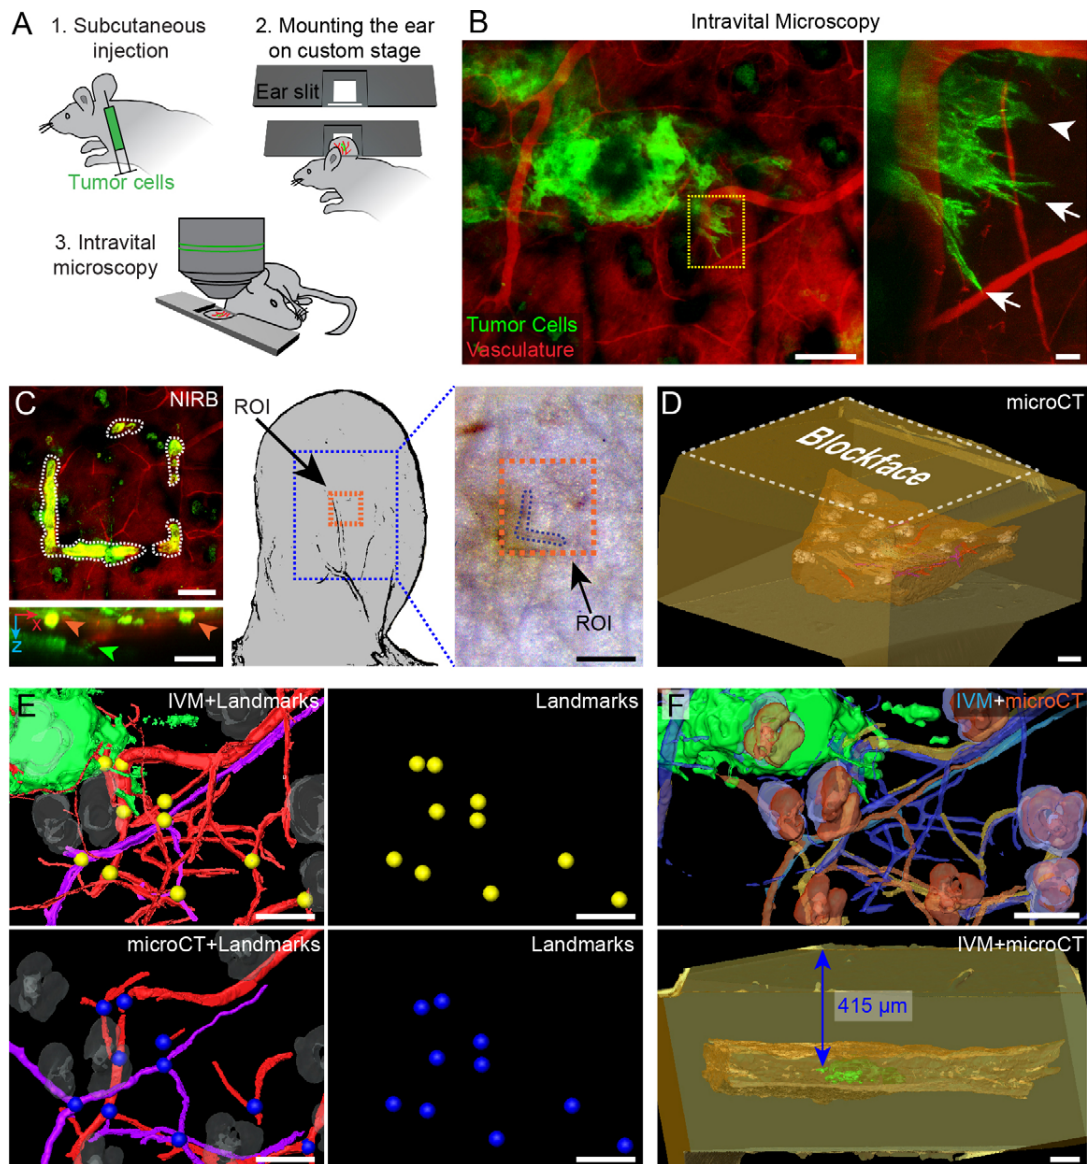 A
1. Subcutaneous
injection
Tumor cells
2. Mounting the ear
on custom stage
Ear slit
3. Intravital
microscopy
B
Intravital Microscopy
Tumor Cells
Vasculature
C
NIRB
x
z
ROI
ROI
D
microCT
Blockface
E
IVM+Landmarks
Landmarks
microCT+Landmarks
Landmarks
F
IVM+microCT
IVM+microCT
415 µm